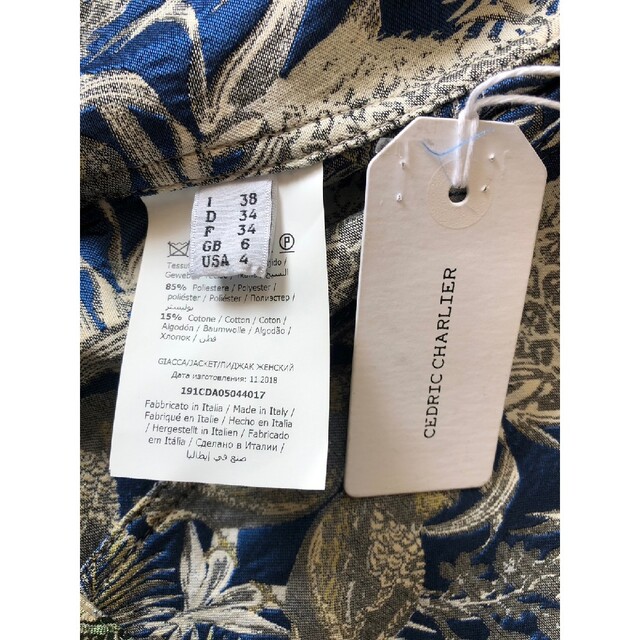 I 38
D 34
F 34
GB 6
USA 4
85% Poliestere / Polyester /
poliéster / Poliéster / Полиэстер /
بوليستر
15% Cotone / Cotton / Coton /
Algodón / Baumwolle / Algodão /
Хлопок / قطن
GIACCA/JACKET/ПИДЖАК ЖЕНСКИЙ
Дата изготовления: 11.2018
191CDA05044017
Fabbricato in Italia / Made in Italy /
Fabriqué en Italie / Hecho en Italia
/ Hergestellt in Italien / Fabricado
em Itália / Сделано в Италии /
صنع في إيطاليا
CEDRIC CHARLIER